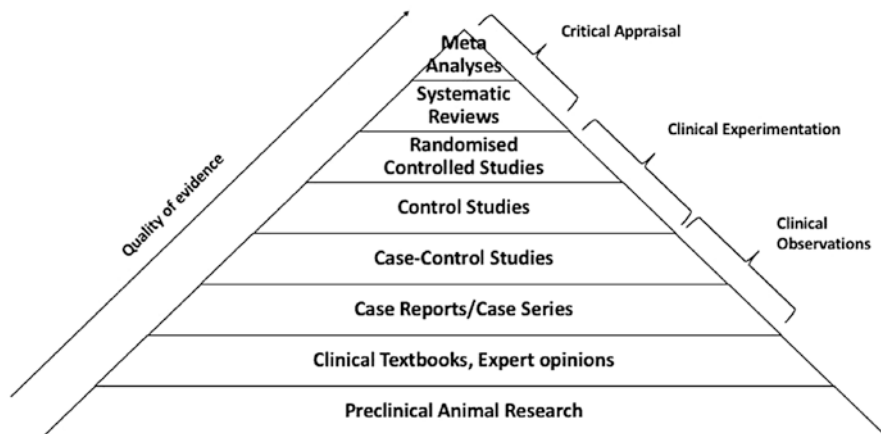 Meta
Analyses
Critical Appraisal
Systematic
Reviews
Clinical Experimentation
Randomised
Controlled Studies
Quality of evidence
Control Studies
Clinical
Observations
Case-Control Studies
Case Reports/Case Series
Clinical Textbooks, Expert opinions
Preclinical Animal Research